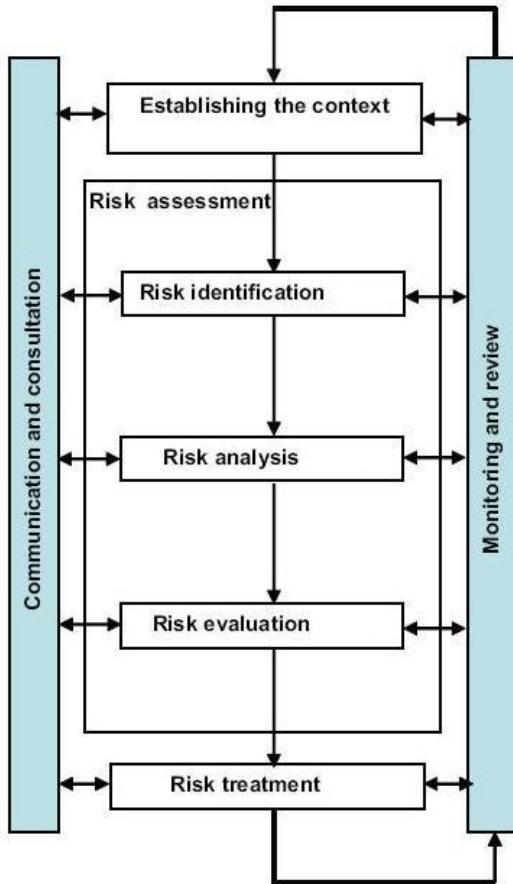 Establishing the context
Risk assessment
Risk identification
Risk analysis
Risk evaluation
Risk treatment
Communication and consultation
Monitoring and review